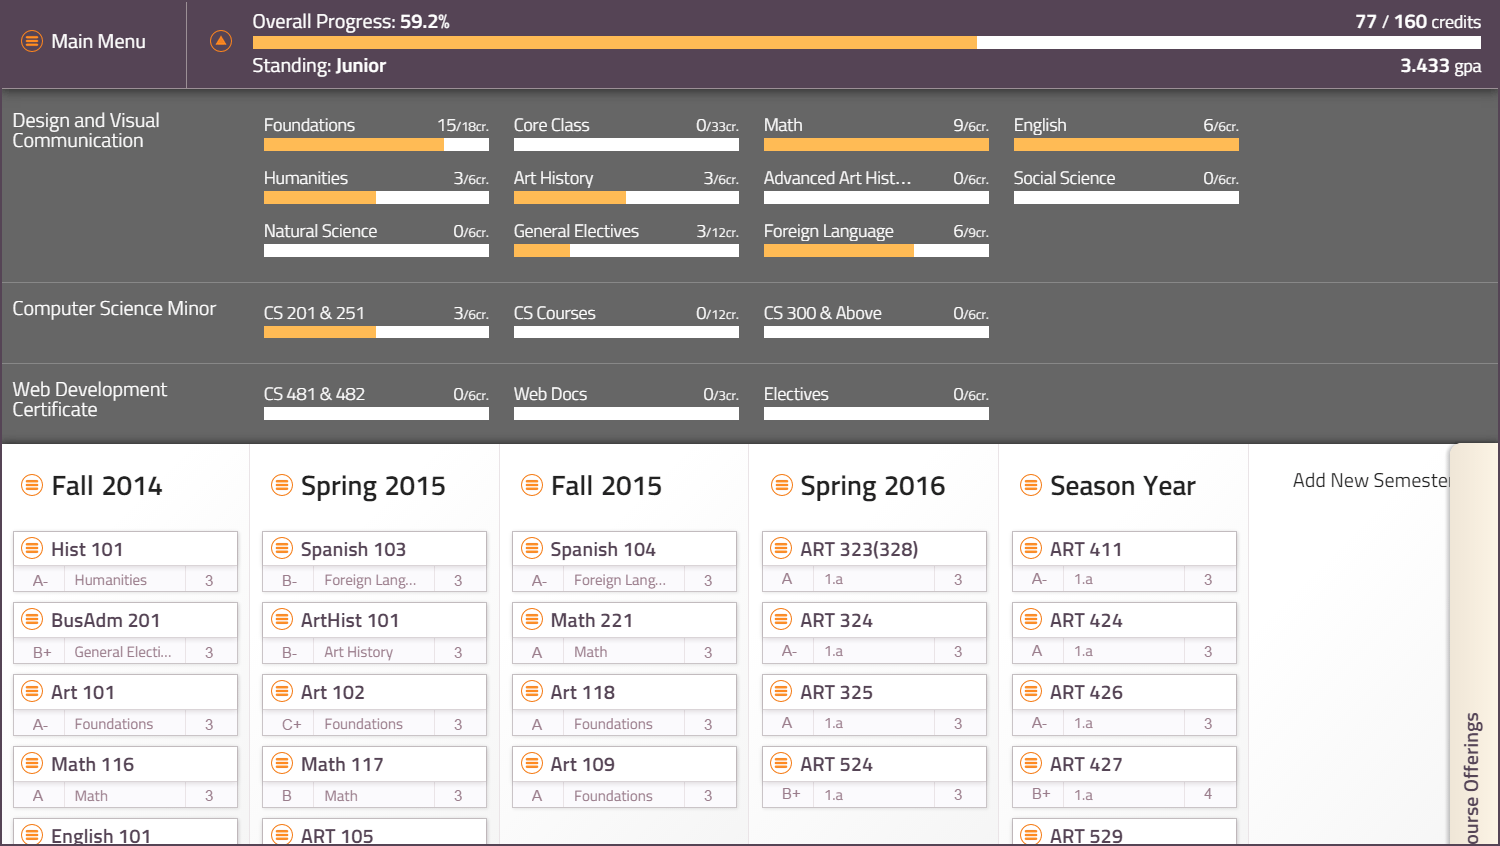 Main Menu
Overall Progress: 59.2%
77 / 160 credits
Standing: Junior
3.433 gpa
Design and Visual
Communication
Foundations 15/18cr.
Core Class 0/33cr.
Math 9/6cr.
English 6/6cr.
Humanities 3/6cr.
Art History 3/6cr.
Advanced Art Hist... 0/6cr.
Social Science 0/6cr.
Natural Science 0/6cr.
General Electives 3/12cr.
Foreign Language 6/9cr.
Computer Science Minor
CS 201 & 251 3/6cr.
CS Courses 0/12cr.
CS 300 & Above 0/6cr.
Web Development
Certificate
CS 481 & 482 0/6cr.
Web Docs 0/3cr.
Electives 0/6cr.
Fall 2014
Hist 101
A- Humanities 3
BusAdm 201
B+ General Electi... 3
Art 101
A- Foundations 3
Math 116
A Math 3
English 101
Spring 2015
Spanish 103
B- Foreign Lang... 3
ArtHist 101
B- Art History 3
Art 102
C+ Foundations 3
Math 117
B Math 3
ART 105
Fall 2015
Spanish 104
A- Foreign Lang... 3
Math 221
A Math 3
Art 118
A Foundations 3
Art 109
A Foundations 3
Spring 2016
ART 323(328)
A 1.a 3
ART 324
A- 1.a 3
ART 325
A 1.a 3
ART 524
B+ 1.a 3
Season Year
ART 411
A- 1.a 3
ART 424
A 1.a 3
ART 426
A- 1.a 3
ART 427
B+ 1.a 4
ART 529
Add New Semeste
ourse Offerings